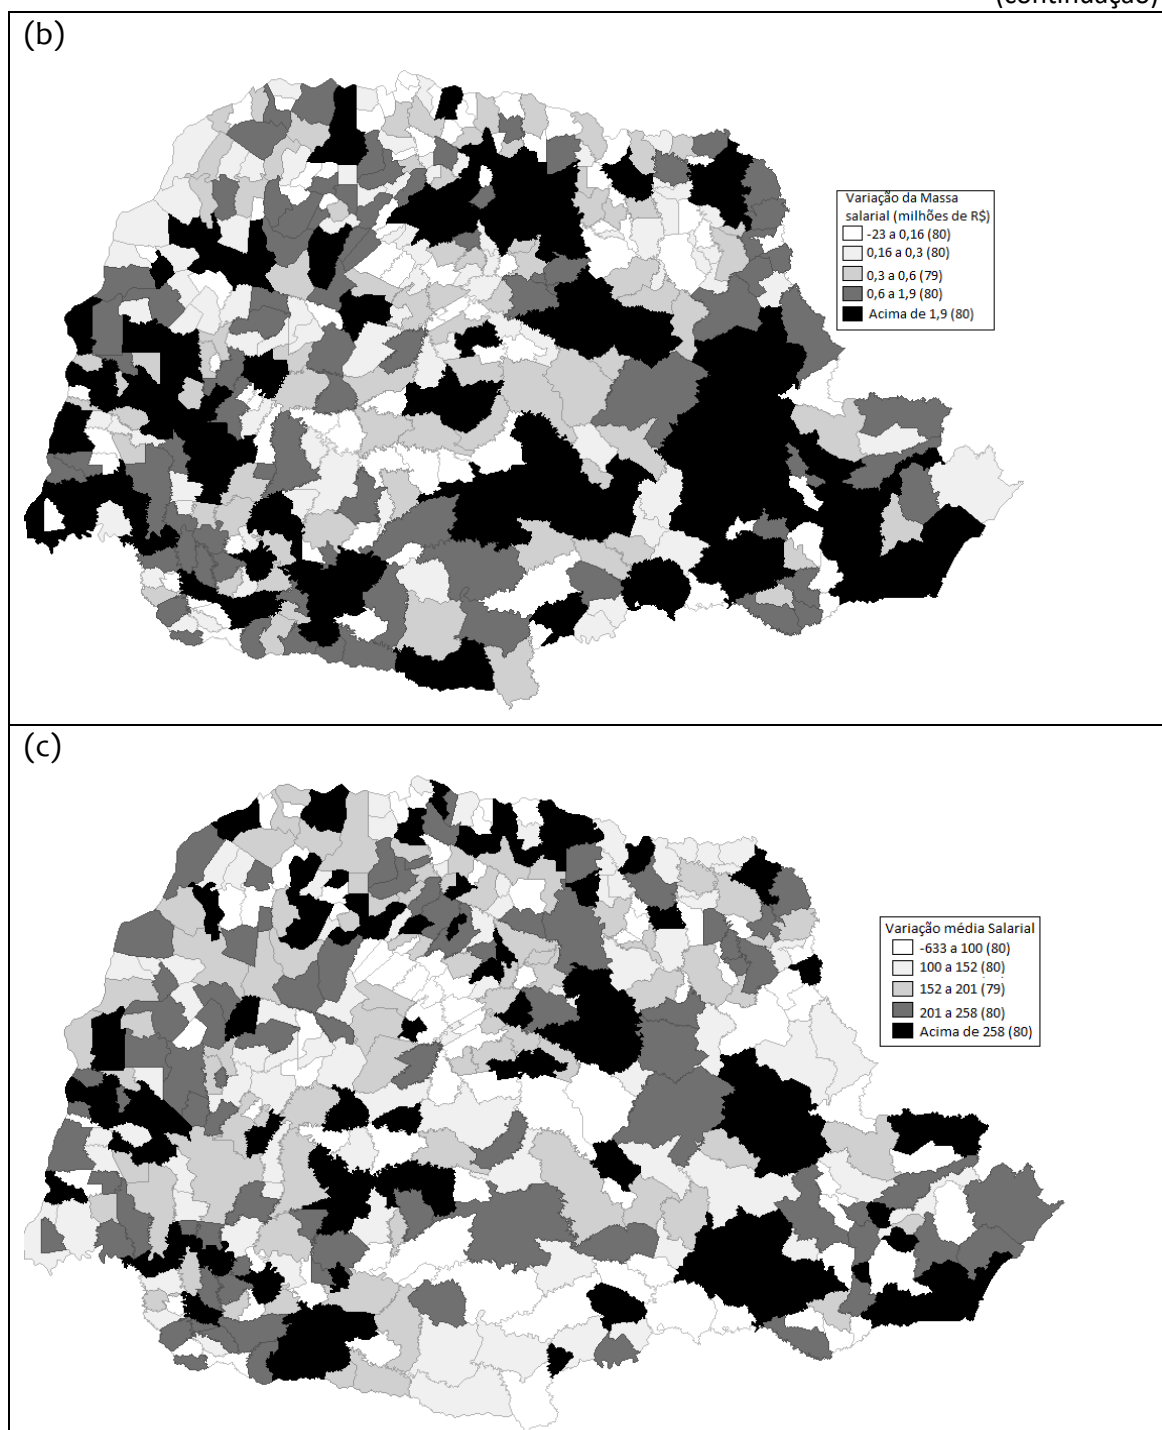 (continuação)
(b)
Variação da Massa
salarial (milhões de R$)
-23 a 0,16 (80)
0,16 a 0,3 (80)
0,3 a 0,6 (79)
0,6 a 1,9 (80)
Acima de 1,9 (80)
(c)
Variação média Salarial
-633 a 100 (80)
100 a 152 (80)
152 a 201 (79)
201 a 258 (80)
Acima de 258 (80)